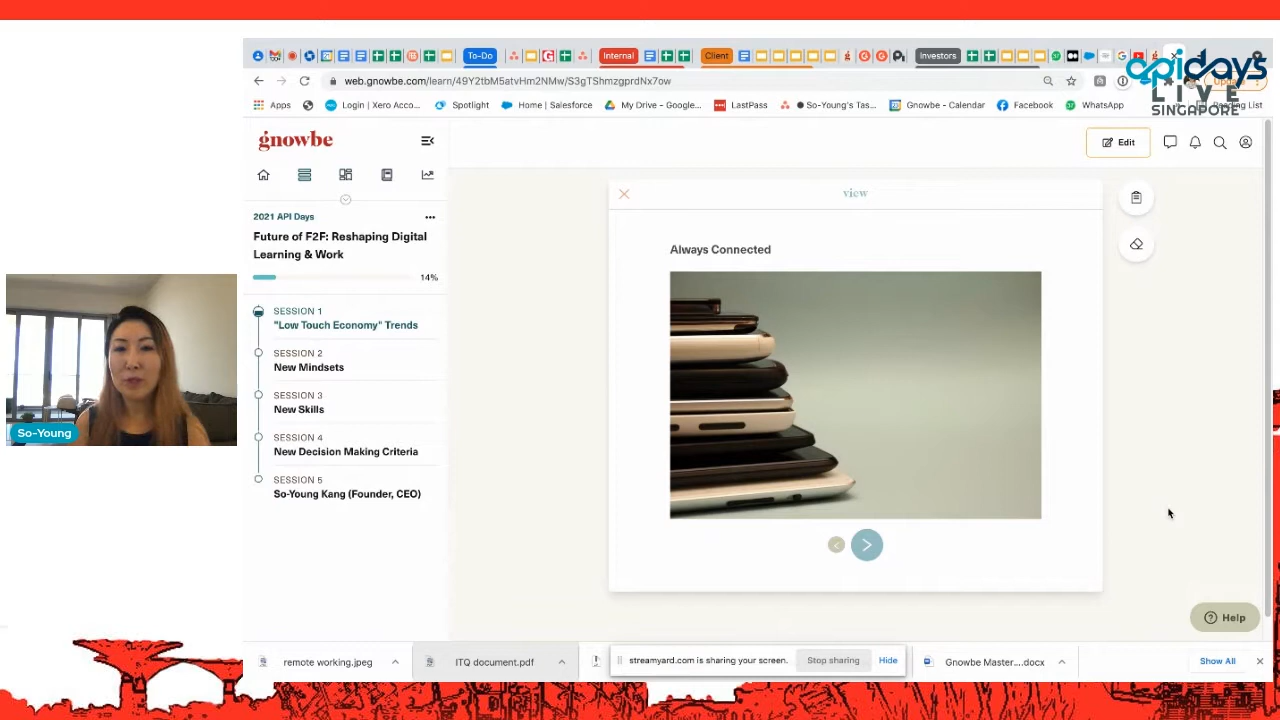 To-Do
Internal
Client
Investors
apidays
LIVE
SINGAPORE
web.gnowbe.com/learn/49Y2tbM5atvHm2NMw/S3gTShmzgprdNx7ow
Apps
Login | Xero Acco...
Spotlight
Home | Salesforce
My Drive – Google...
LastPass
So-Young's Tas...
Gnowbe - Calendar
Facebook
WhatsApp
Reading List
gnowbe
Edit
view
2021 API Days
Future of F2F: Reshaping Digital
Learning & Work
14%
Always Connected
SESSION 1
"Low Touch Economy" Trends
SESSION 2
New Mindsets
SESSION 3
New Skills
SESSION 4
New Decision Making Criteria
SESSION 5
So-Young Kang (Founder, CEO)
So-Young
Help
remote working.jpeg
ITQ document.pdf
streamyard.com is sharing your screen.
Stop sharing
Hide
Gnowbe Master....docx
Show All